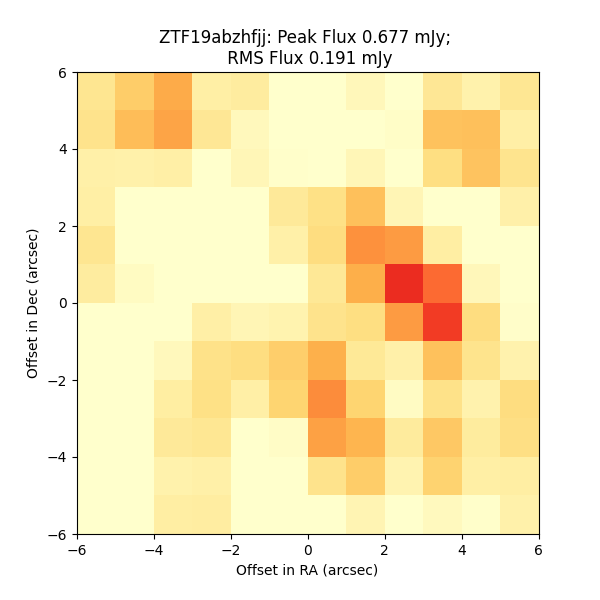 ZTF19abzhfjj: Peak Flux 0.677 mJy;
RMS Flux 0.191 mJy
6
4
2
0
−2
−4
−6
Offset in Dec (arcsec)
−6 −4 −2 0 2 4 6
Offset in RA (arcsec)